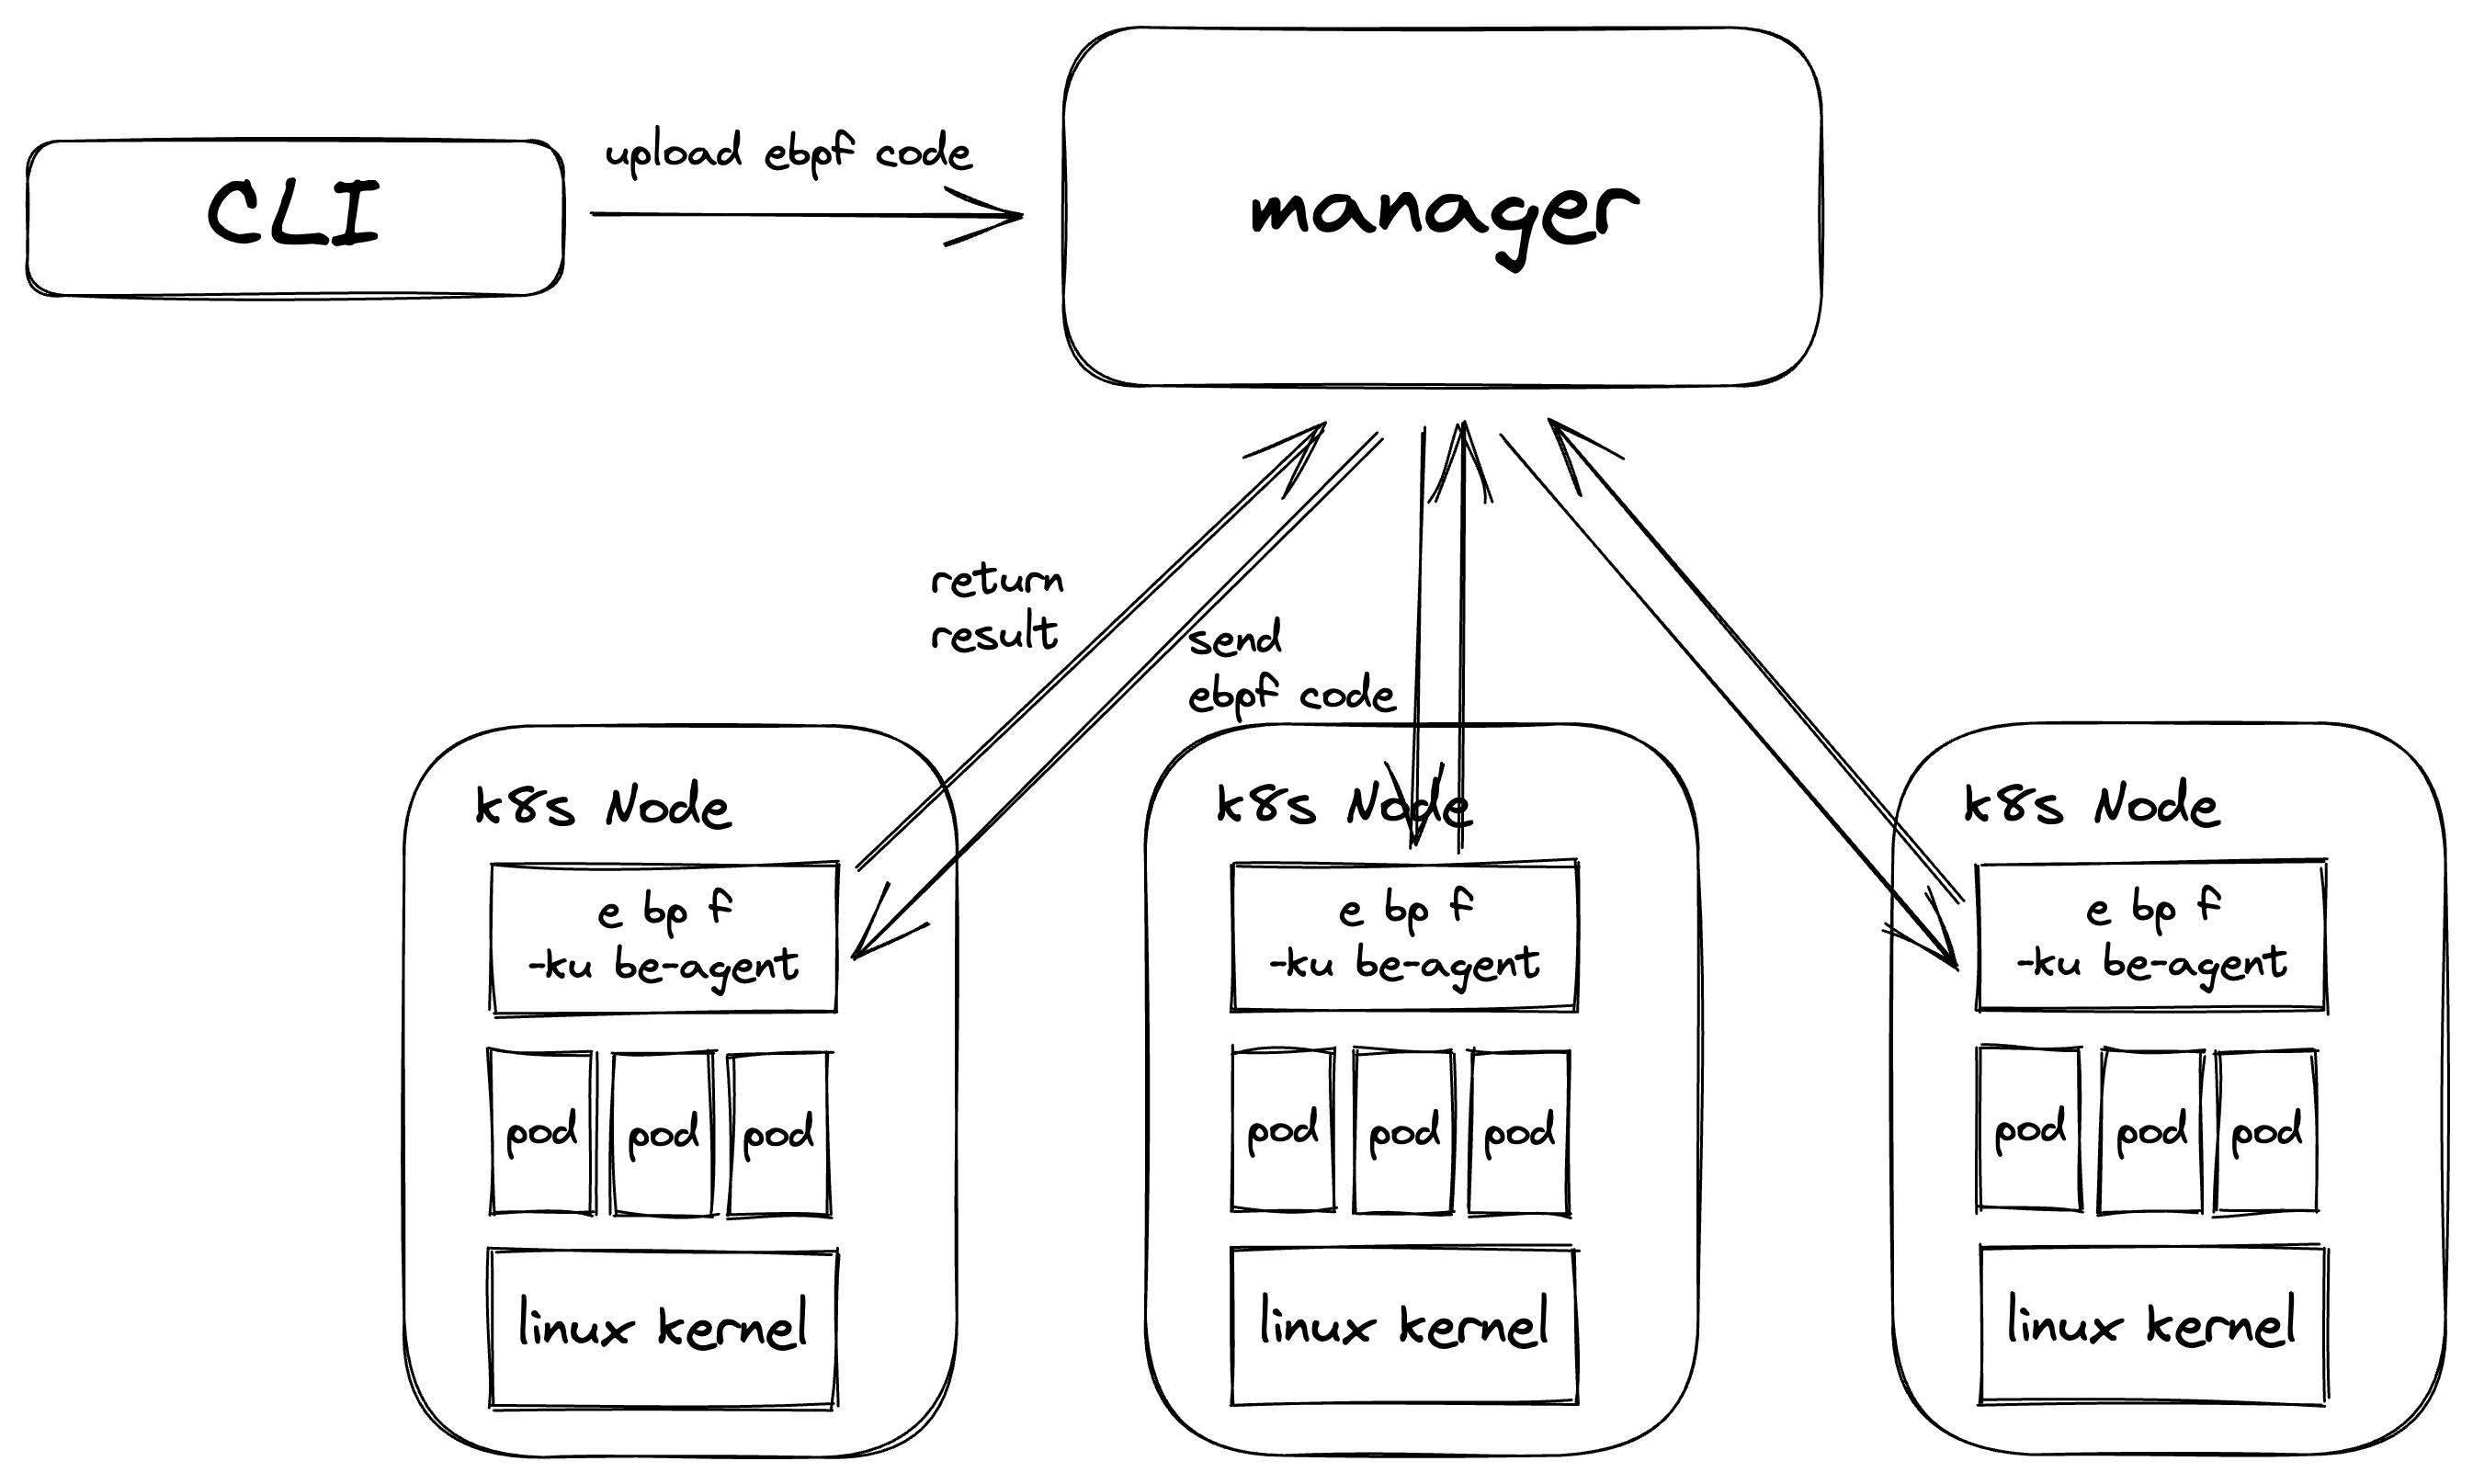 CLI
upload ebpf code
manager
return
result
send
ebpf code
k8s Node
e bp f
-ku be-agent
pod pod pod
linux kernel
k8s Node
e bp f
-ku be-agent
pod pod pod
linux kernel
k8s Node
e bp f
-ku be-agent
pod pod pod
linux kernel